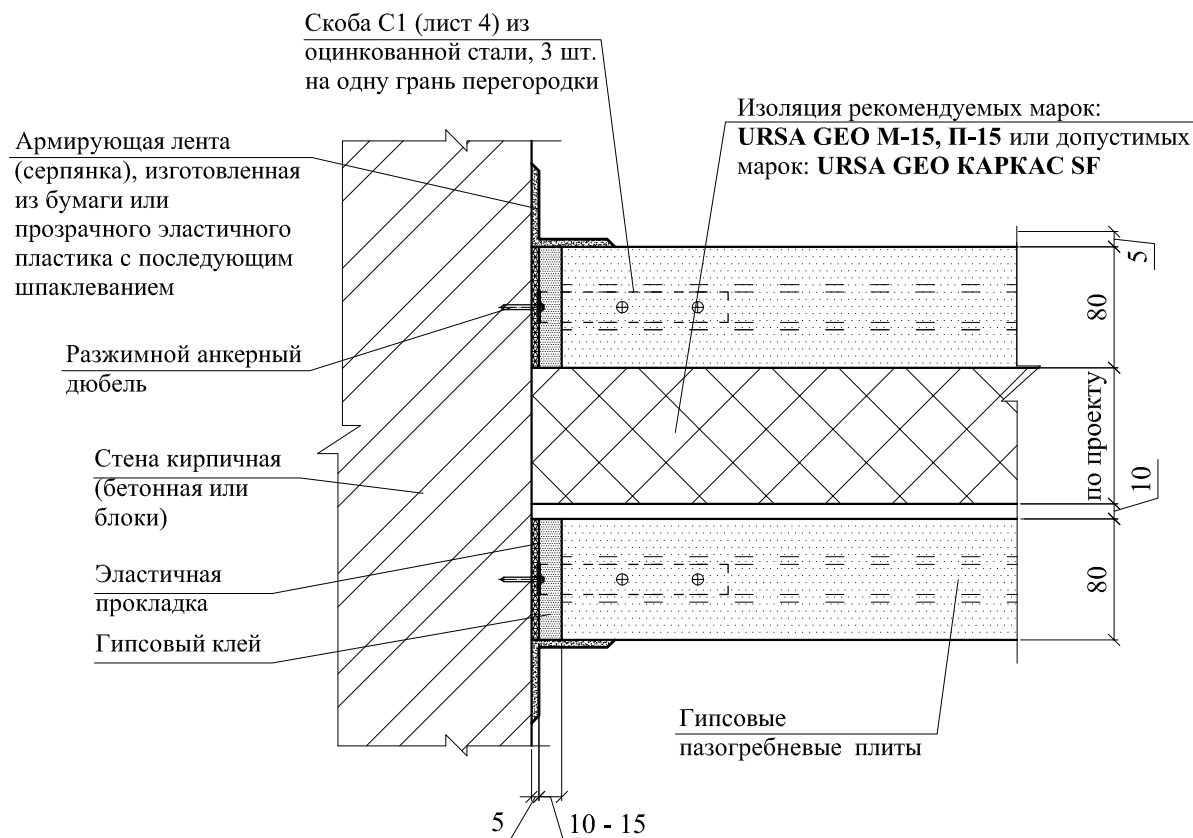 Скоба С1 (лист 4) из
оцинкованной стали, 3 шт.
на одну грань перегородки
Изоляция рекомендуемых марок:
URSA GEO М-15, П-15 или допустимых
марок: URSA GEO КАРКАС SF
Армирующая лента
(серпянка), изготовленная
из бумаги или
прозрачного эластичного
пластика с последующим
шпаклеванием
Разжимной анкерный
дюбель
Стена кирпичная
(бетонная или
блоки)
Эластичная
прокладка
Гипсовый клей
5
80
по проекту
10
80
Гипсовые
пазогребневые плиты
5
10 - 15